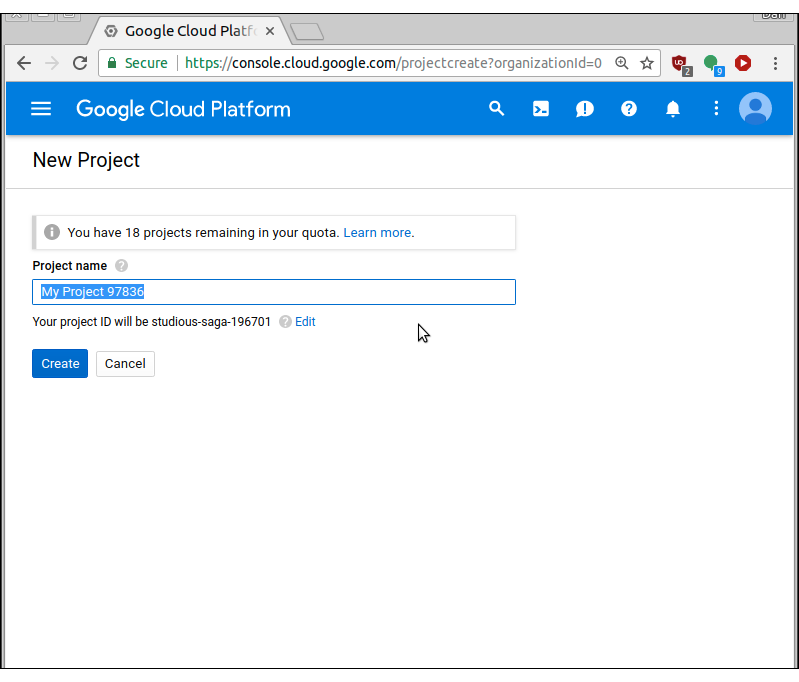 Google Cloud Platf
Secure https://console.cloud.google.com/projectcreate?organizationId=0
2
9
Google Cloud Platform
New Project
You have 18 projects remaining in your quota. Learn more.
Project name
My Project 97836
Your project ID will be studious-saga-196701 Edit
Create Cancel